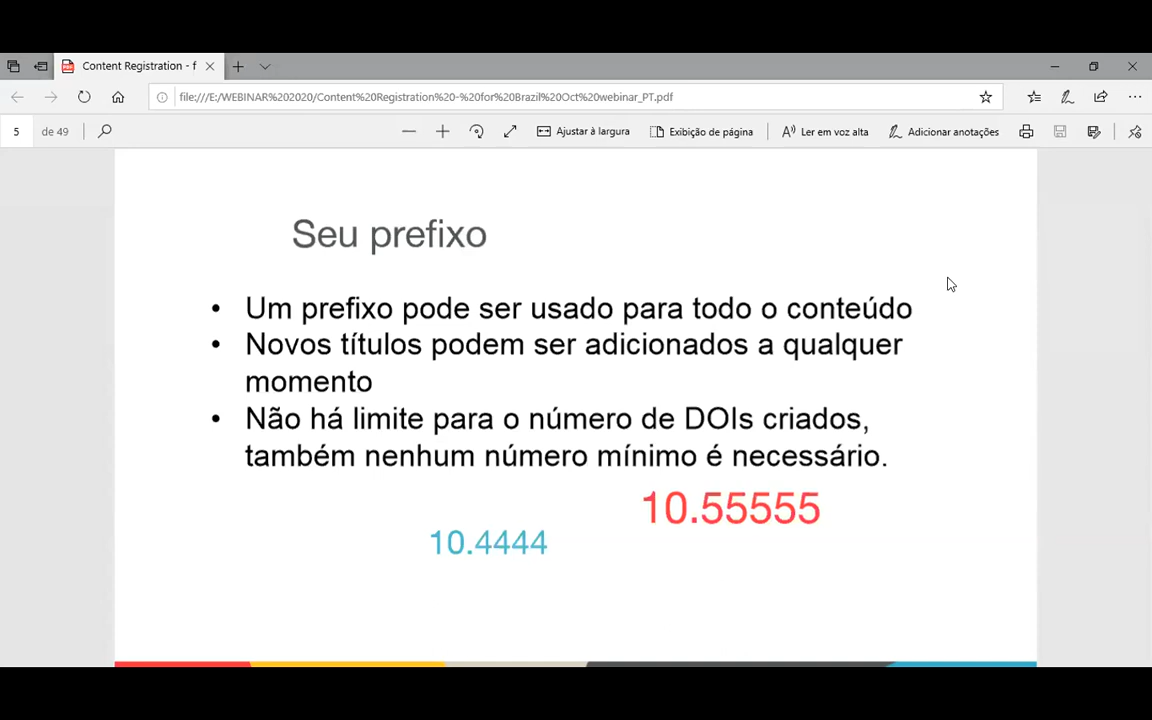 Content Registration - f
file:///E:/WEBINAR%202020/Content%20Registration%20-%20for%20Brazil%20Oct%20webinar_PT.pdf
5 de 49
Ajustar à largura
Exibição de página
Ler em voz alta
Adicionar anotações
Seu prefixo
• Um prefixo pode ser usado para todo o conteúdo
• Novos títulos podem ser adicionados a qualquer
momento
• Não há limite para o número de DOIs criados,
também nenhum número mínimo é necessário.
10.55555
10.4444